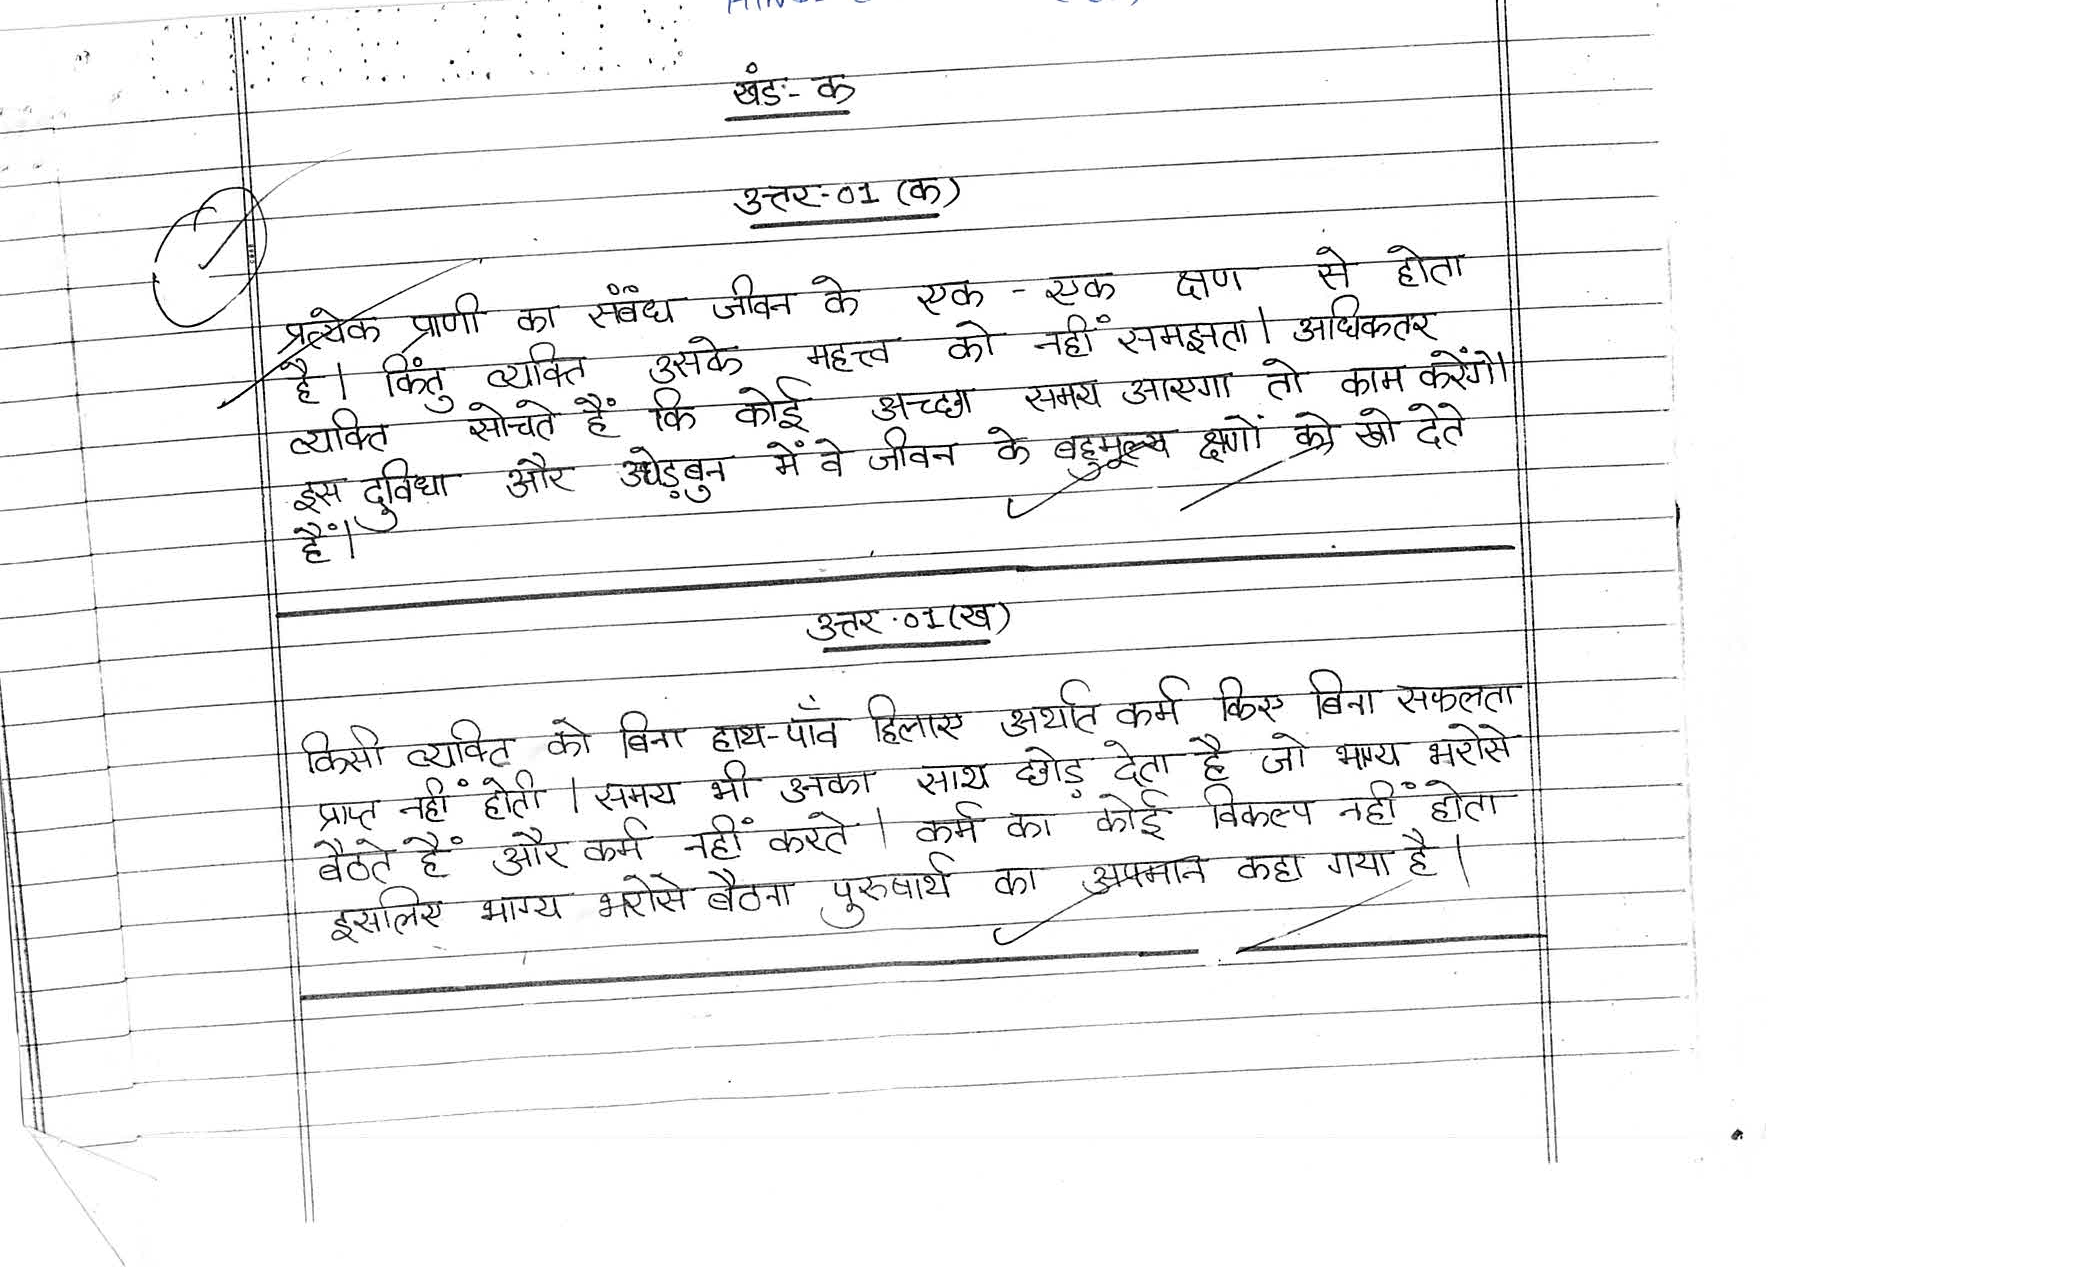 खंड:- क
उत्तर:-01 (क)
प्रत्येक प्राणी का संबंध जीवन के एक - एक क्षण से होता
है। किंतु व्यक्ति उसके महत्त्व को नहीं समझता। अधिकतर
व्यक्ति सोचते हैं कि कोई अच्छा समय आएगा तो काम करेंगे।
इस दुविधा और उधेड़बुन में वे जीवन के बहुमूल्य क्षणों को खो देते
हैं।
उत्तर.01(ख)
किसी व्यक्ति को बिना हाथ-पाँव हिलाए अर्थात कर्म किए बिना सफलता
प्राप्त नहीं होती। समय भी उनका साथ छोड़ देता है जो भाग्य भरोसे
बैठते हैं और कर्म नहीं करते। कर्म का कोई विकल्प नहीं होता
इसलिए भाग्य भरोसे बैठना पुरुषार्थ का अपमान कहा गया है।